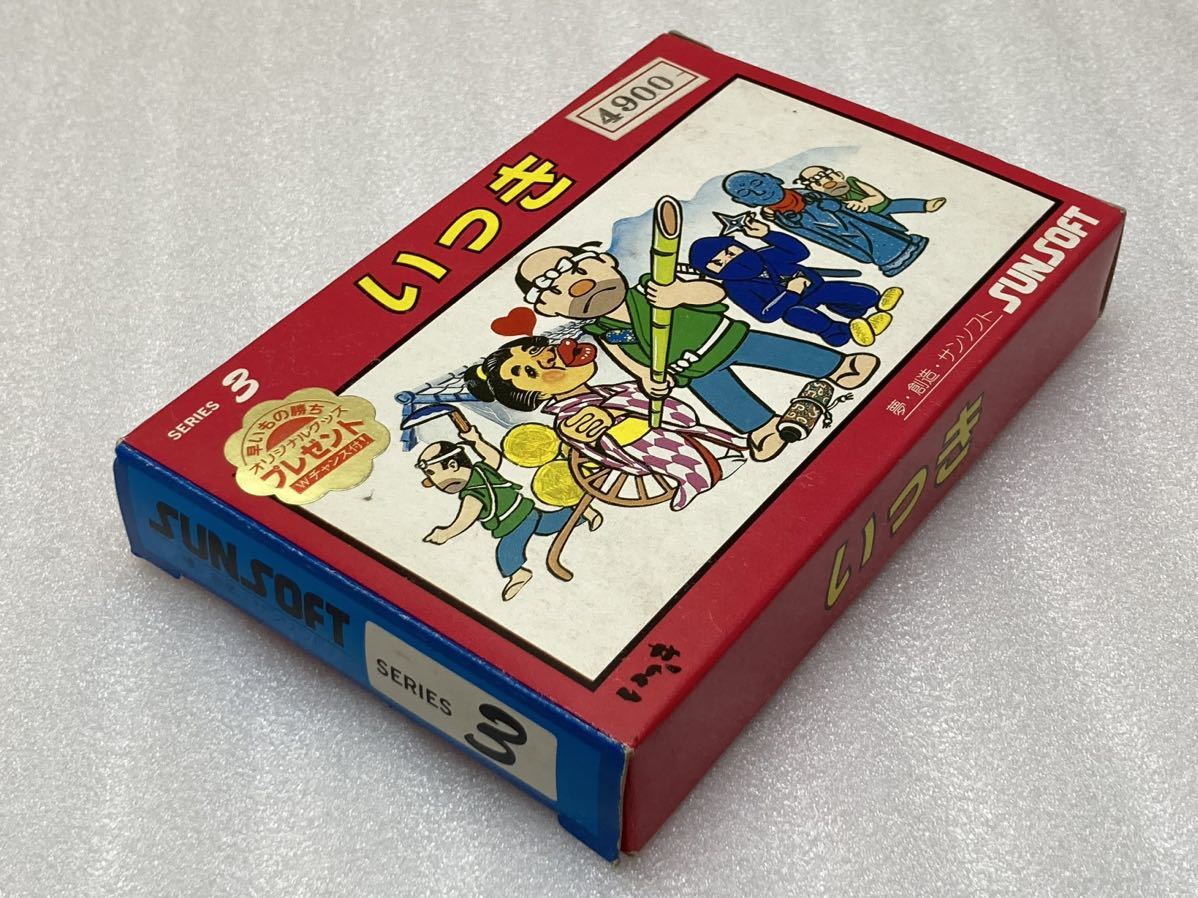 4900
いっき
SERIES 3
早いもの勝ち
オリジナルグッズ
プレゼント
Wチャンス付!
SUNSOFT
夢・創造・サンソフト
いっき
SUNSOFT
SERIES 3